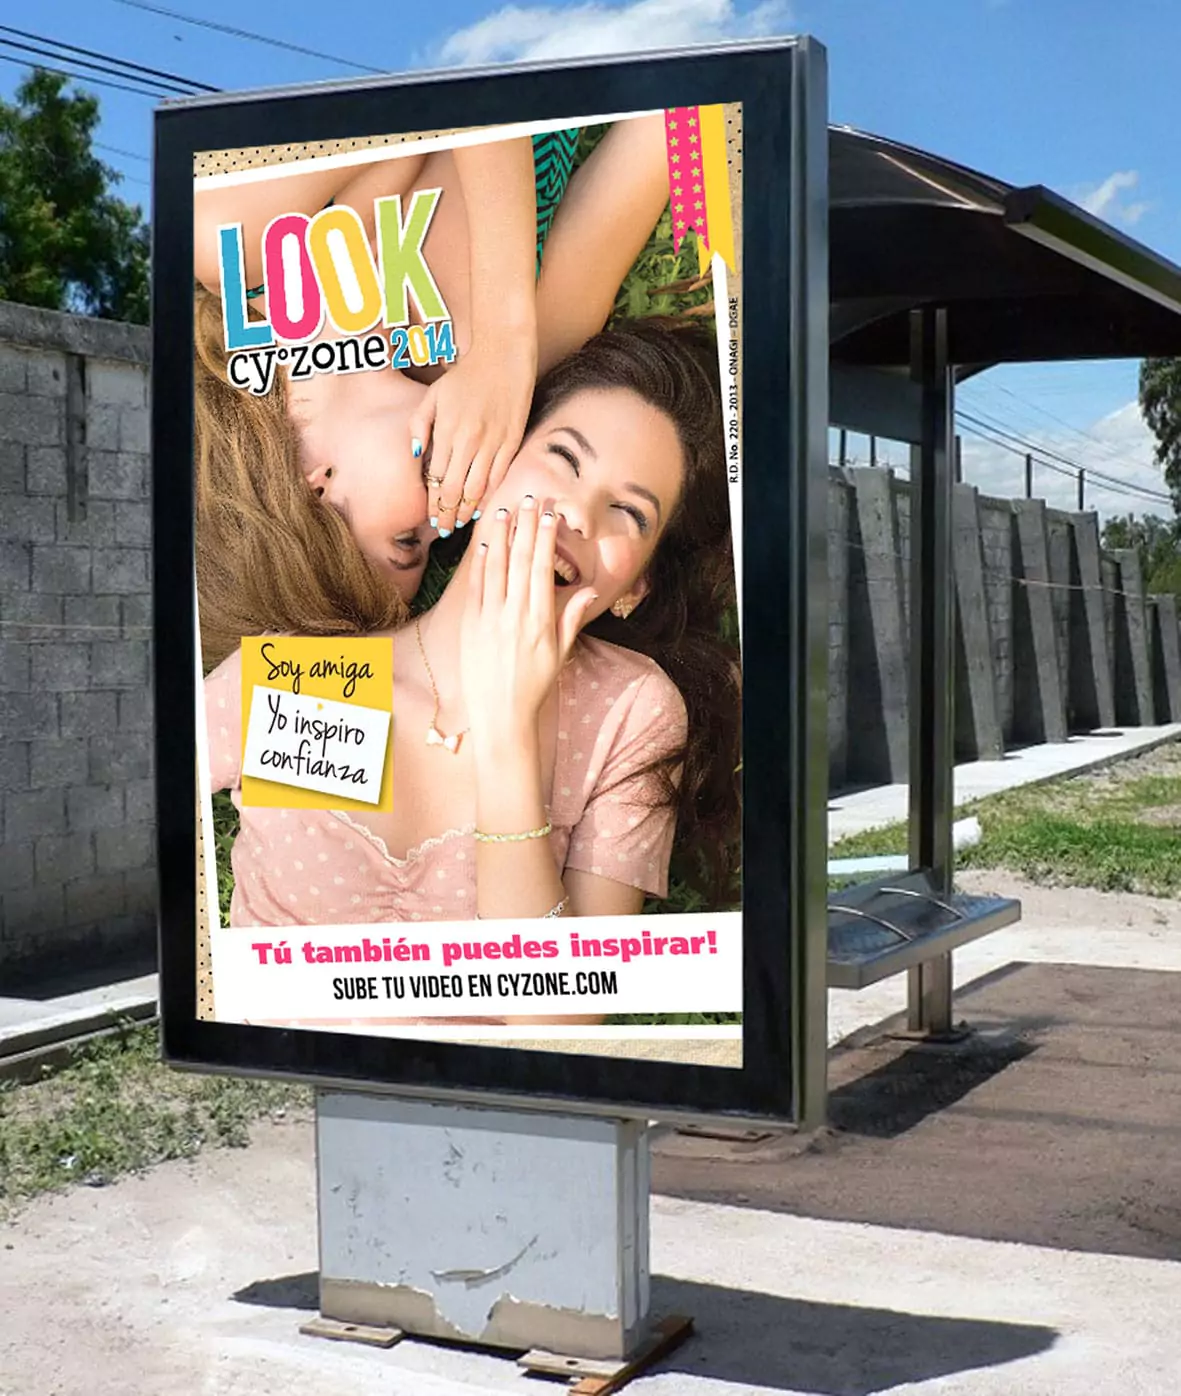 LOOK
cy°zone 2014
R.D. No. 220 - 2013 - ONAGI - DGAE
Soy amiga
Yo inspiro
confianza
Tú también puedes inspirar!
SUBE TU VIDEO EN CYZONE.COM